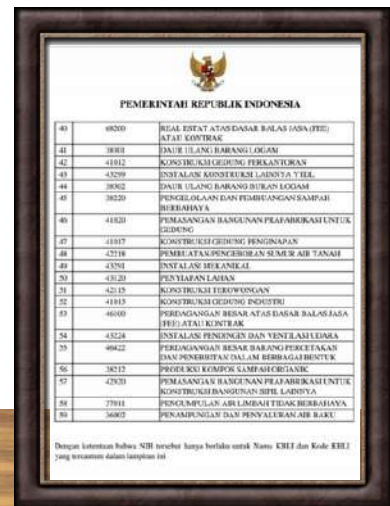 PEMERINTAH REPUBLIK INDONESIA
40 68200 REAL ESTAT ATAS DASAR BALAS JASA (FEE)
ATAU KONTRAK
41 38301 DAUR ULANG BARANG LOGAM
42 41012 KONSTRUKSI GEDUNG PERKANTORAN
43 43299 INSTALASI KONSTRUKSI LAINNYA YTDL
44 38302 DAUR ULANG BARANG BUKAN LOGAM
45 38220 PENGELOLAAN DAN PEMBUANGAN SAMPAH
BERBAHAYA
46 41020 PEMASANGAN BANGUNAN PRAFABRIKASI UNTUK
GEDUNG
47 41017 KONSTRUKSI GEDUNG PENGINAPAN
48 42218 PEMBUATAN/PENGEBORAN SUMUR AIR TANAH
49 43291 INSTALASI MEKANIKAL
50 43120 PENYIAPAN LAHAN
51 42115 KONSTRUKSI TEROWONGAN
52 41013 KONSTRUKSI GEDUNG INDUSTRI
53 46100 PERDAGANGAN BESAR ATAS DASAR BALAS JASA
(FEE) ATAU KONTRAK
54 43224 INSTALASI PENDINGIN DAN VENTILASI UDARA
55 46422 PERDAGANGAN BESAR BARANG PERCETAKAN
DAN PENERBITAN DALAM BERBAGAI BENTUK
56 38212 PRODUKSI KOMPOS SAMPAH ORGANIK
57 42920 PEMASANGAN BANGUNAN PRAFABRIKASI UNTUK
KONSTRUKSI BANGUNAN SIPIL LAINNYA
58 37011 PENGUMPULAN AIR LIMBAH TIDAK BERBAHAYA
59 36002 PENAMPUNGAN DAN PENYALURAN AIR BAKU
Dengan ketentuan bahwa NIB tersebut hanya berlaku untuk Nama KBLI dan Kode KBLI
yang tercantum dalam lampiran ini